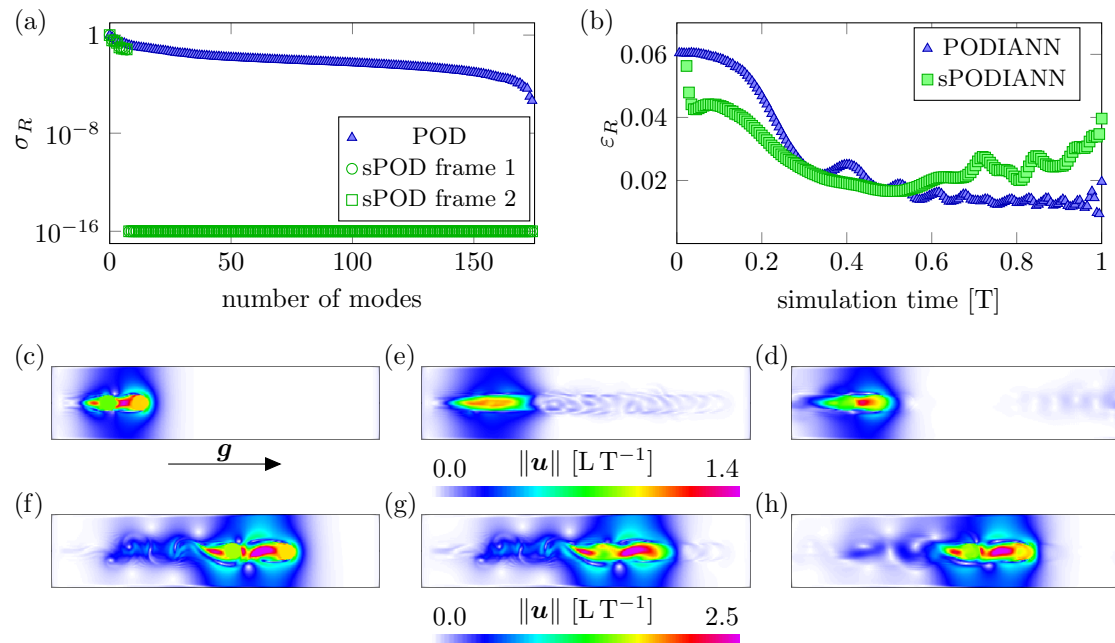 (a)
1
10−8
10−16
σR
POD
sPOD frame 1
sPOD frame 2
0 50 100 150
number of modes
(b)
0.06
0.04
0.02
εR
PODIANN
sPODIANN
0 0.2 0.4 0.6 0.8 1
simulation time [T]
(c) (e) (d)
g
0.0 ‖u‖ [L T−1] 1.4
(f) (g) (h)
0.0 ‖u‖ [L T−1] 2.5